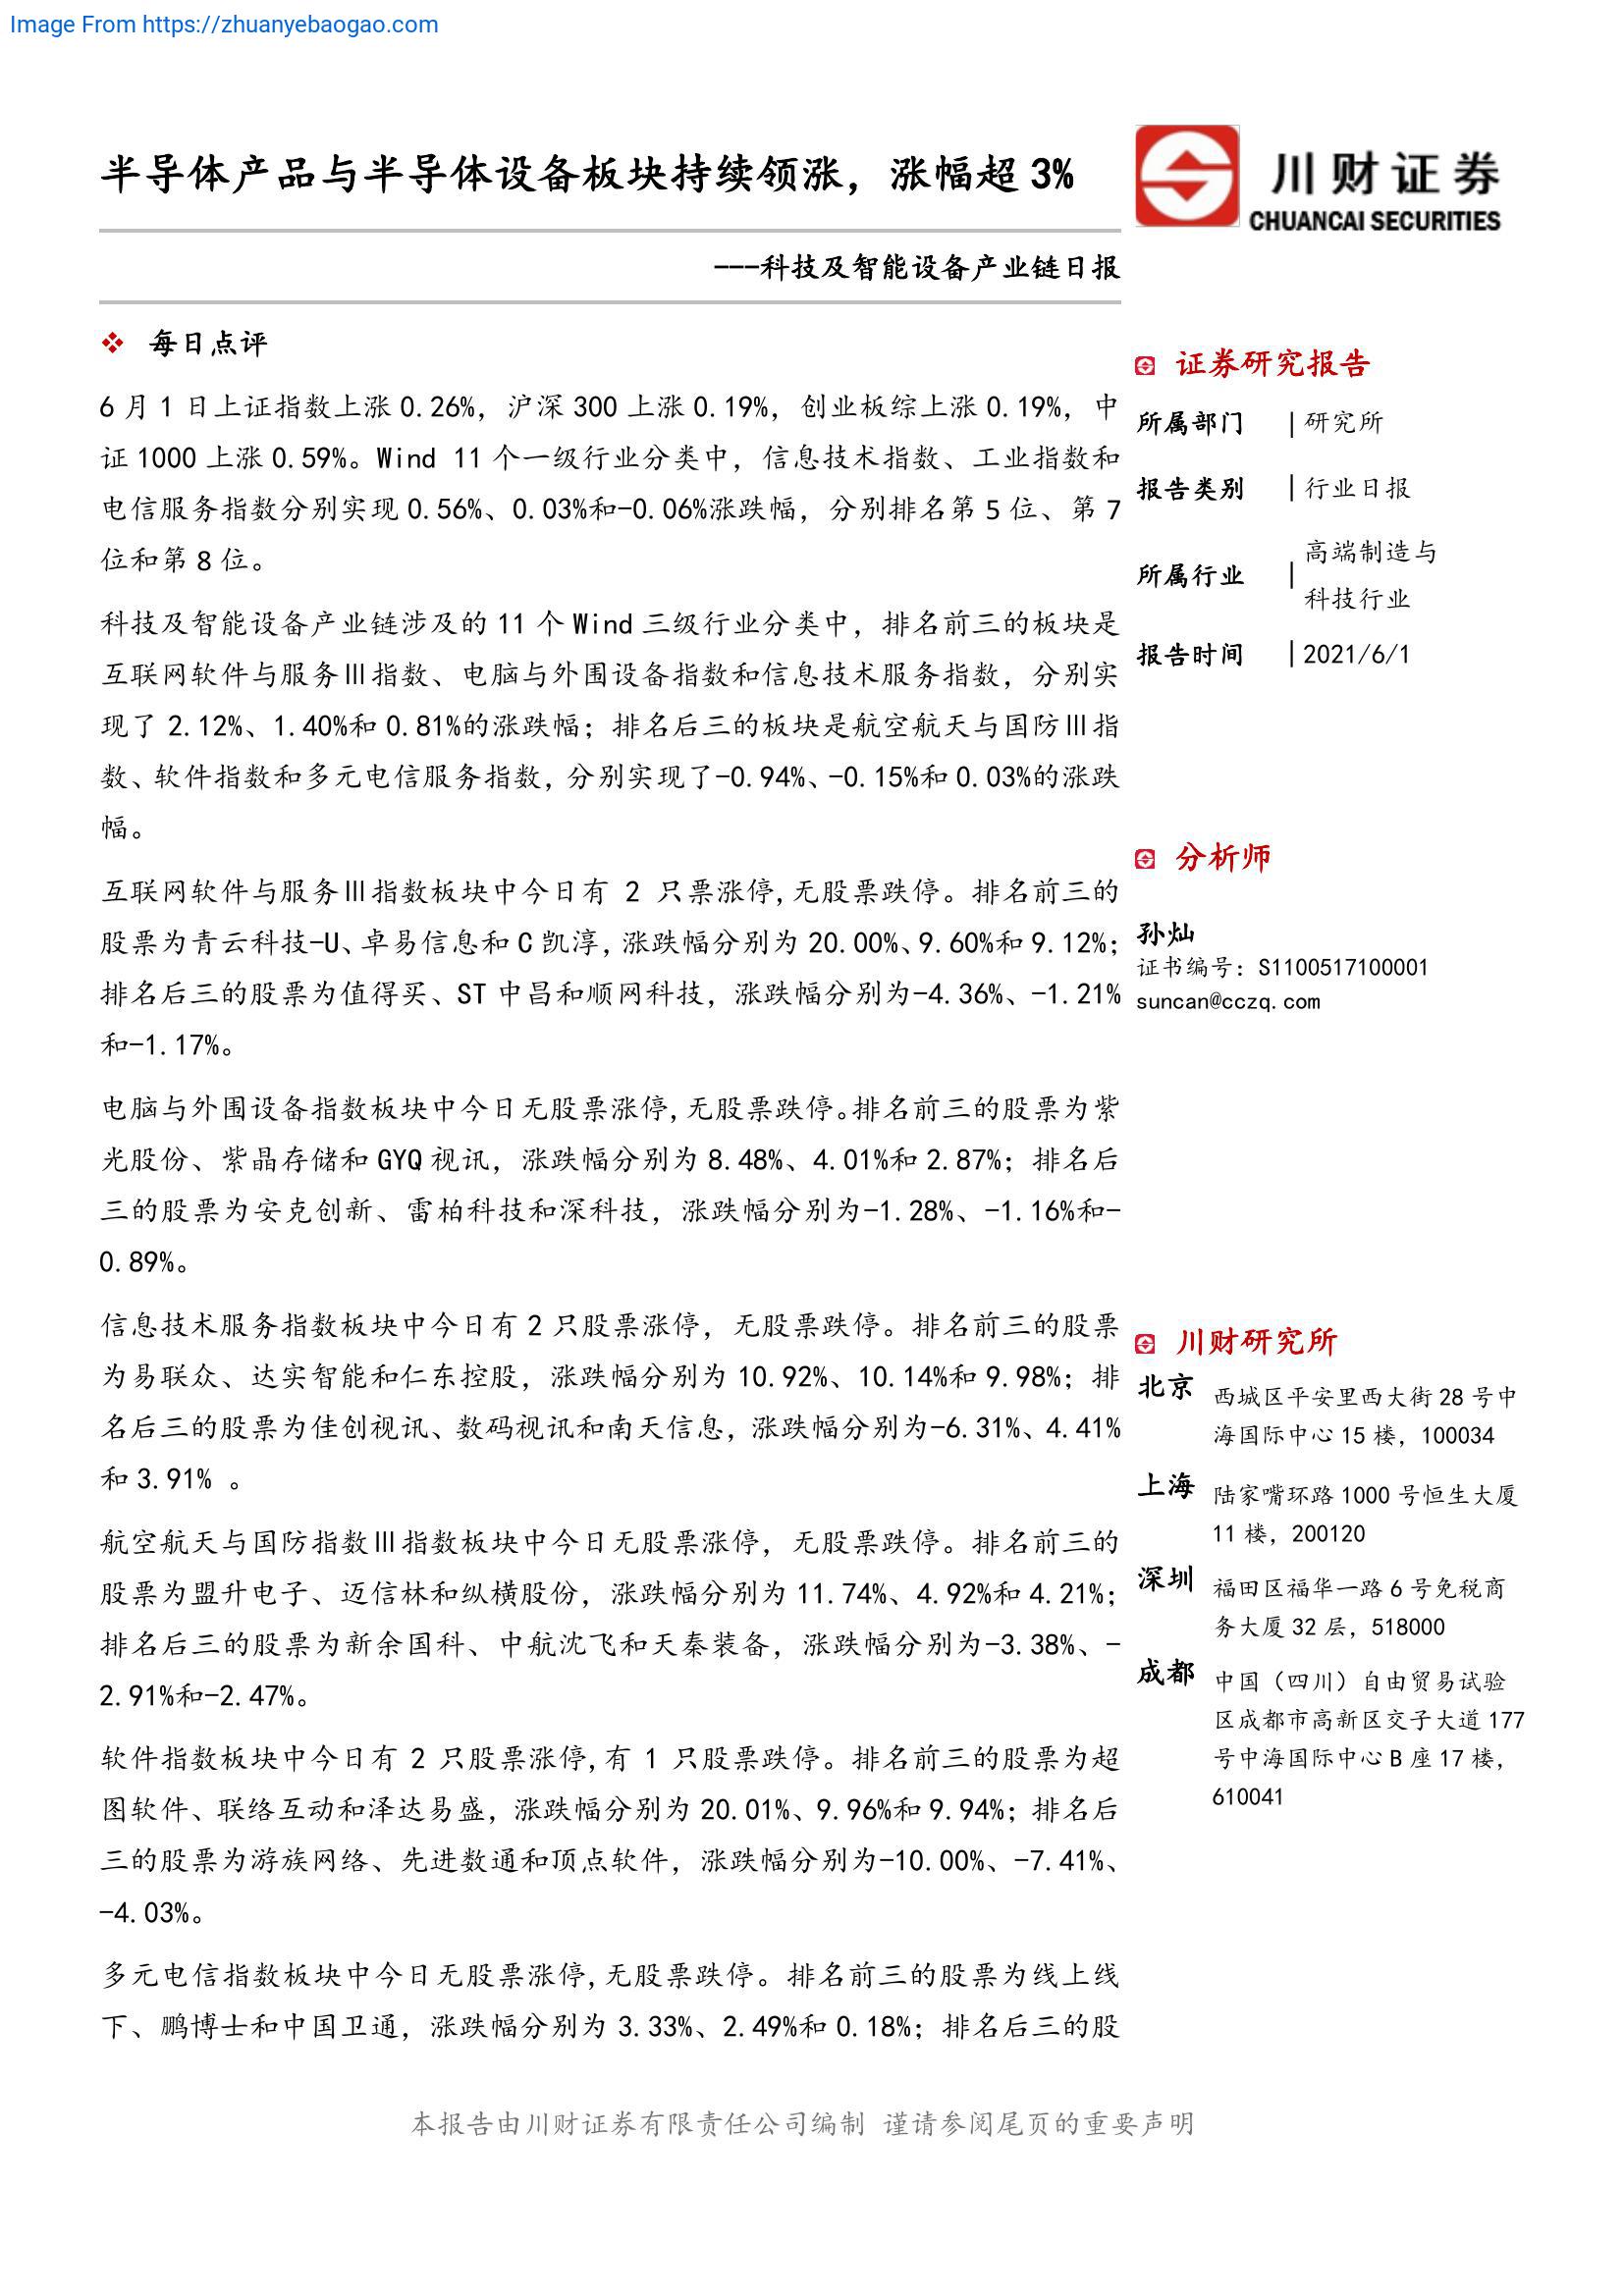 Image From https://zhuanyebaogao.com
半导体产品与半导体设备板块持续领涨，涨幅超 3%
川财证券
CHUANCAI SECURITIES
---科技及智能设备产业链日报
每日点评
6 月 1 日上证指数上涨 0.26%，沪深 300 上涨 0.19%，创业板综上涨 0.19%，中
证 1000 上涨 0.59%。Wind 11 个一级行业分类中，信息技术指数、工业指数和
电信服务指数分别实现 0.56%、0.03%和-0.06%涨跌幅，分别排名第 5 位、第 7
位和第 8 位。
科技及智能设备产业链涉及的 11 个 Wind 三级行业分类中，排名前三的板块是
互联网软件与服务Ⅲ指数、电脑与外围设备指数和信息技术服务指数，分别实
现了 2.12%、1.40%和 0.81%的涨跌幅；排名后三的板块是航空航天与国防Ⅲ指
数、软件指数和多元电信服务指数，分别实现了-0.94%、-0.15%和 0.03%的涨跌
幅。
互联网软件与服务Ⅲ指数板块中今日有 2 只票涨停,无股票跌停。排名前三的
股票为青云科技-U、卓易信息和 C 凯淳，涨跌幅分别为 20.00%、9.60%和 9.12%；
排名后三的股票为值得买、ST 中昌和顺网科技，涨跌幅分别为-4.36%、-1.21%
和-1.17%。
电脑与外围设备指数板块中今日无股票涨停,无股票跌停。排名前三的股票为紫
光股份、紫晶存储和 GYQ 视讯，涨跌幅分别为 8.48%、4.01%和 2.87%；排名后
三的股票为安克创新、雷柏科技和深科技，涨跌幅分别为-1.28%、-1.16%和-
0.89%。
信息技术服务指数板块中今日有 2 只股票涨停，无股票跌停。排名前三的股票
为易联众、达实智能和仁东控股，涨跌幅分别为 10.92%、10.14%和 9.98%；排
名后三的股票为佳创视讯、数码视讯和南天信息，涨跌幅分别为-6.31%、4.41%
和 3.91% 。
航空航天与国防指数Ⅲ指数板块中今日无股票涨停，无股票跌停。排名前三的
股票为盟升电子、迈信林和纵横股份，涨跌幅分别为 11.74%、4.92%和 4.21%；
排名后三的股票为新余国科、中航沈飞和天秦装备，涨跌幅分别为-3.38%、-
2.91%和-2.47%。
软件指数板块中今日有 2 只股票涨停,有 1 只股票跌停。排名前三的股票为超
图软件、联络互动和泽达易盛，涨跌幅分别为 20.01%、9.96%和 9.94%；排名后
三的股票为游族网络、先进数通和顶点软件，涨跌幅分别为-10.00%、-7.41%、
-4.03%。
多元电信指数板块中今日无股票涨停,无股票跌停。排名前三的股票为线上线
下、鹏博士和中国卫通，涨跌幅分别为 3.33%、2.49%和 0.18%；排名后三的股
证券研究报告
所属部门 | 研究所
报告类别 | 行业日报
所属行业 | 高端制造与
科技行业
报告时间 | 2021/6/1
分析师
孙灿
证书编号：S1100517100001
suncan@cczq.com
川财研究所
北京 西城区平安里西大街 28 号中
海国际中心 15 楼，100034
上海 陆家嘴环路 1000 号恒生大厦
11 楼，200120
深圳 福田区福华一路 6 号免税商
务大厦 32 层，518000
成都 中国（四川）自由贸易试验
区成都市高新区交子大道 177
号中海国际中心 B 座 17 楼，
610041
本报告由川财证券有限责任公司编制 谨请参阅尾页的重要声明